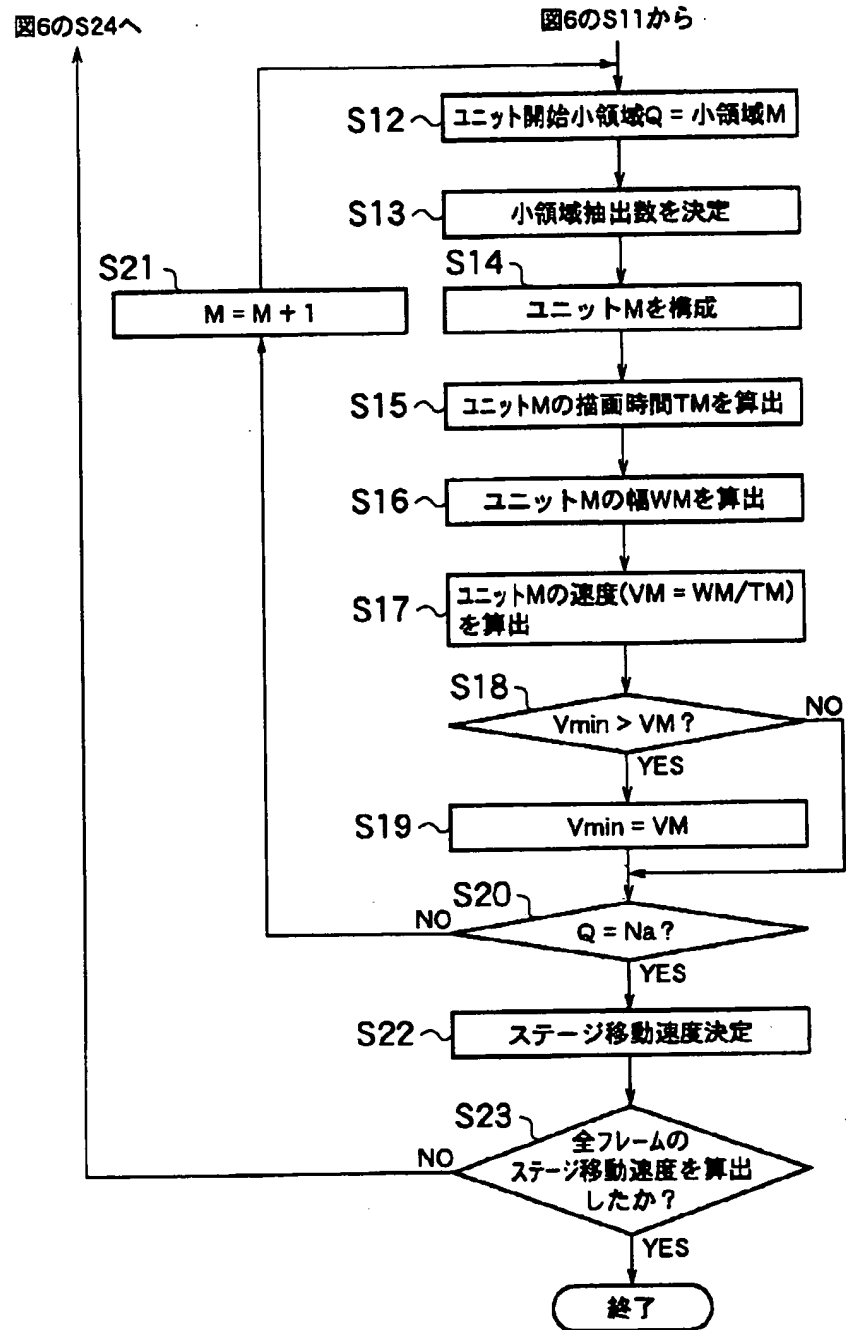 図6のS24へ
図6のS11から
S12
ユニット開始小領域Q = 小領域M
S13
小領域抽出数を決定
S21
M = M + 1
S14
ユニットMを構成
S15
ユニットMの描画時間TMを算出
S16
ユニットMの幅WMを算出
S17
ユニットMの速度(VM = WM/TM)
を算出
S18
Vmin > VM ?
NO
YES
S19
Vmin = VM
S20
NO
Q = Na ?
YES
S22
ステージ移動速度決定
S23
NO
全フレームの
ステージ移動速度を算出
したか?
YES
終了